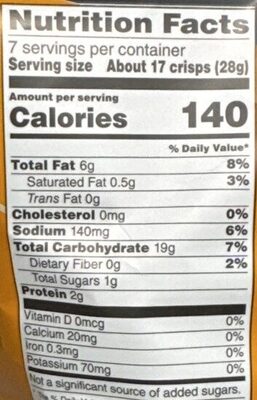 Nutrition Facts
7 servings per container
Serving size About 17 crisps (28g)
Amount per serving
Calories 140
% Daily Value*
Total Fat 6g 8%
Saturated Fat 0.5g 3%
Trans Fat 0g
Cholesterol 0mg 0%
Sodium 140mg 6%
Total Carbohydrate 19g 7%
Dietary Fiber 0g 2%
Total Sugars 1g
Protein 2g
Vitamin D 0mcg 0%
Calcium 20mg 0%
Iron 0.3mg 0%
Potassium 70mg 0%
Not a significant source of added sugars.